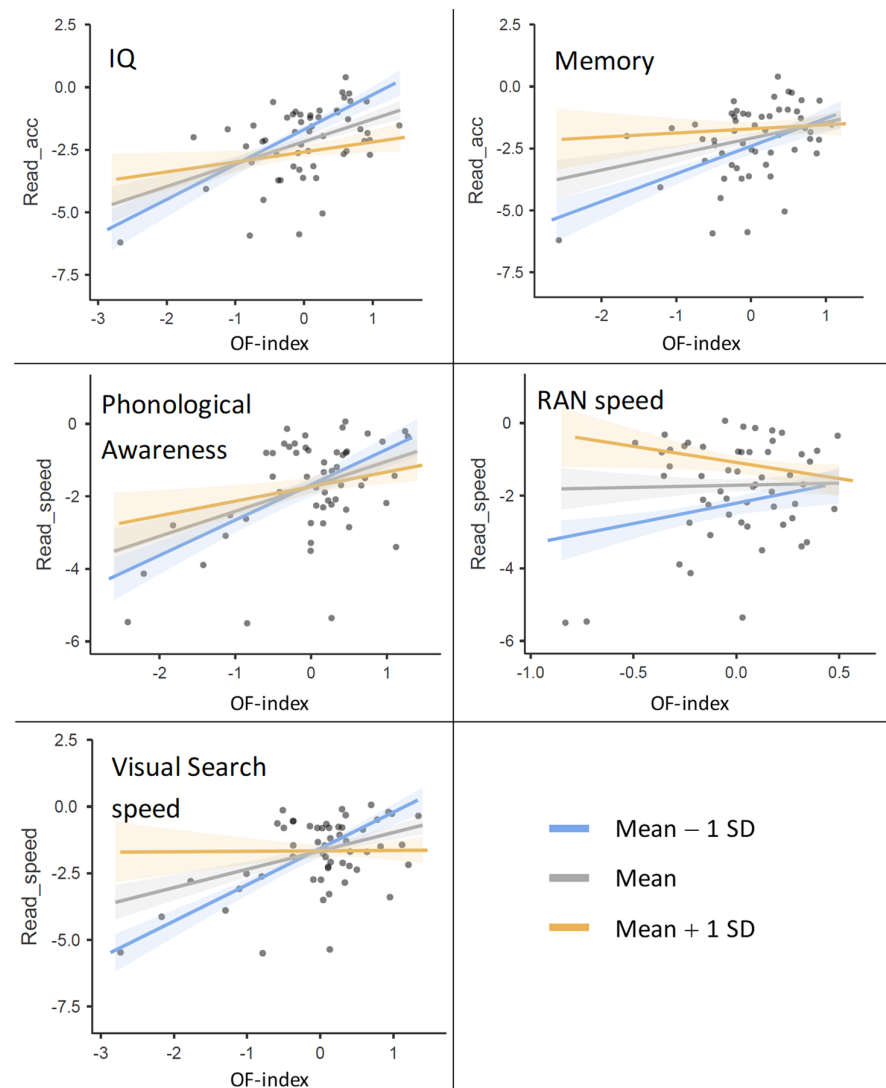 IQ
2.5
0.0
-2.5
-5.0
-7.5
Read_acc
-3 -2 -1 0 1
OF-index
Memory
2.5
0.0
-2.5
-5.0
-7.5
Read_acc
-2 -1 0 1
OF-index
Phonological
Awareness
0
-2
-4
-6
Read_speed
-2 -1 0 1
OF-index
RAN speed
0
-2
-4
-6
Read_speed
-1.0 -0.5 0.0 0.5
OF-index
Visual Search
speed
2.5
0.0
-2.5
-5.0
-7.5
Read_speed
-3 -2 -1 0 1
OF-index
Mean − 1 SD
Mean
Mean + 1 SD